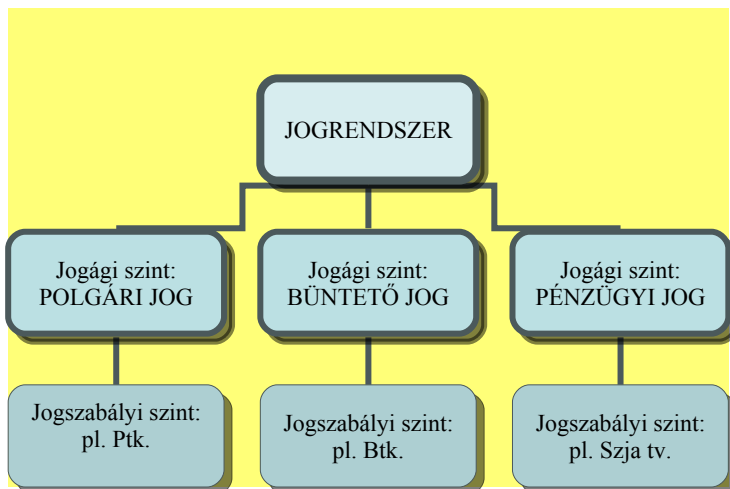 JOGRENDSZER
Jogági szint:
POLGÁRI JOG
Jogági szint:
BÜNTETŐ JOG
Jogági szint:
PÉNZÜGYI JOG
Jogszabályi szint:
pl. Ptk.
Jogszabályi szint:
pl. Btk.
Jogszabályi szint:
pl. Szja tv.